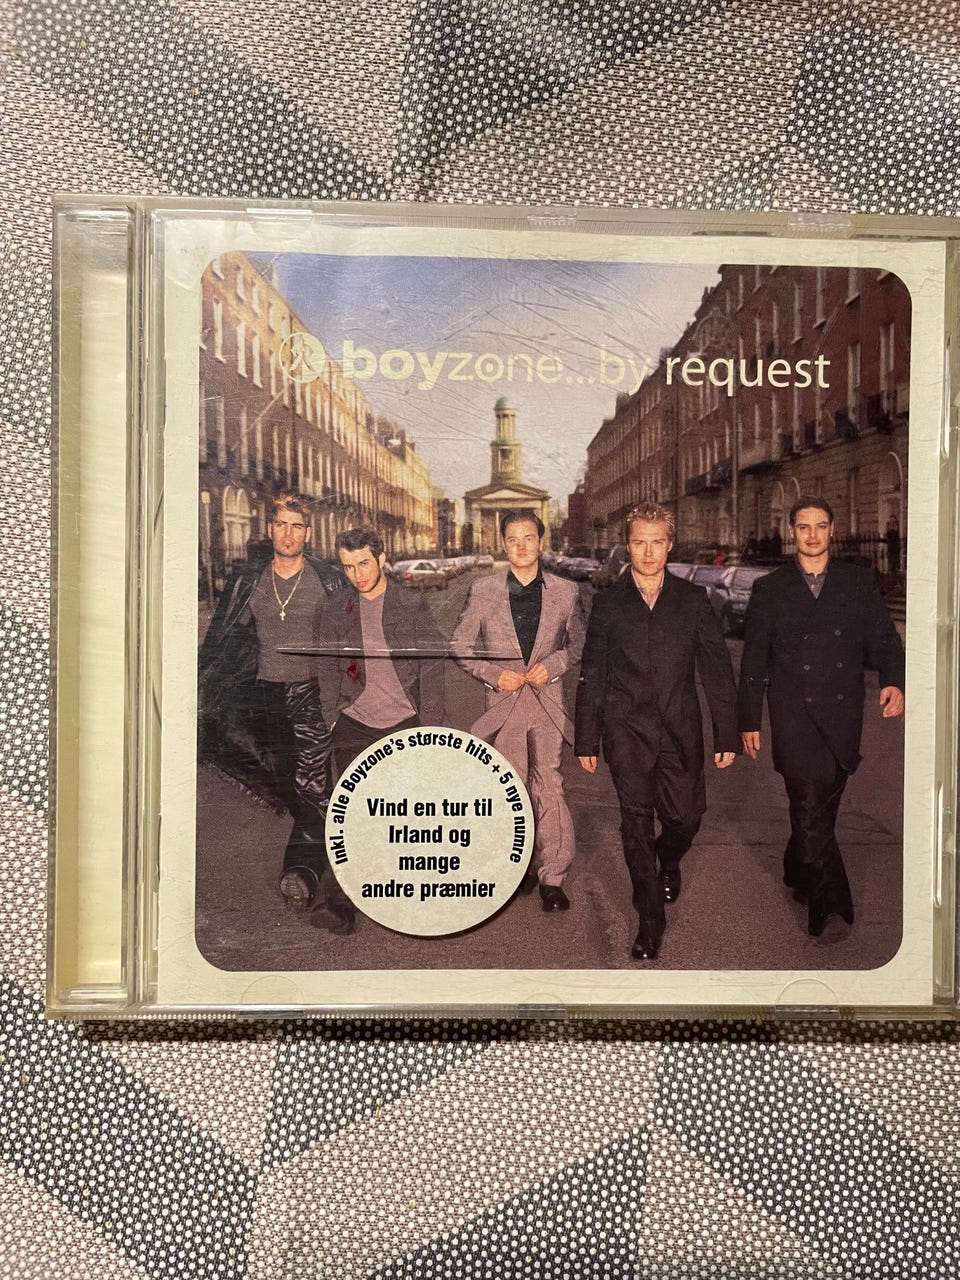 boyzone...by request
Inkl. alle Boyzone's største hits + 5 nye numre
Vind en tur til
Irland og
mange
andre præmier